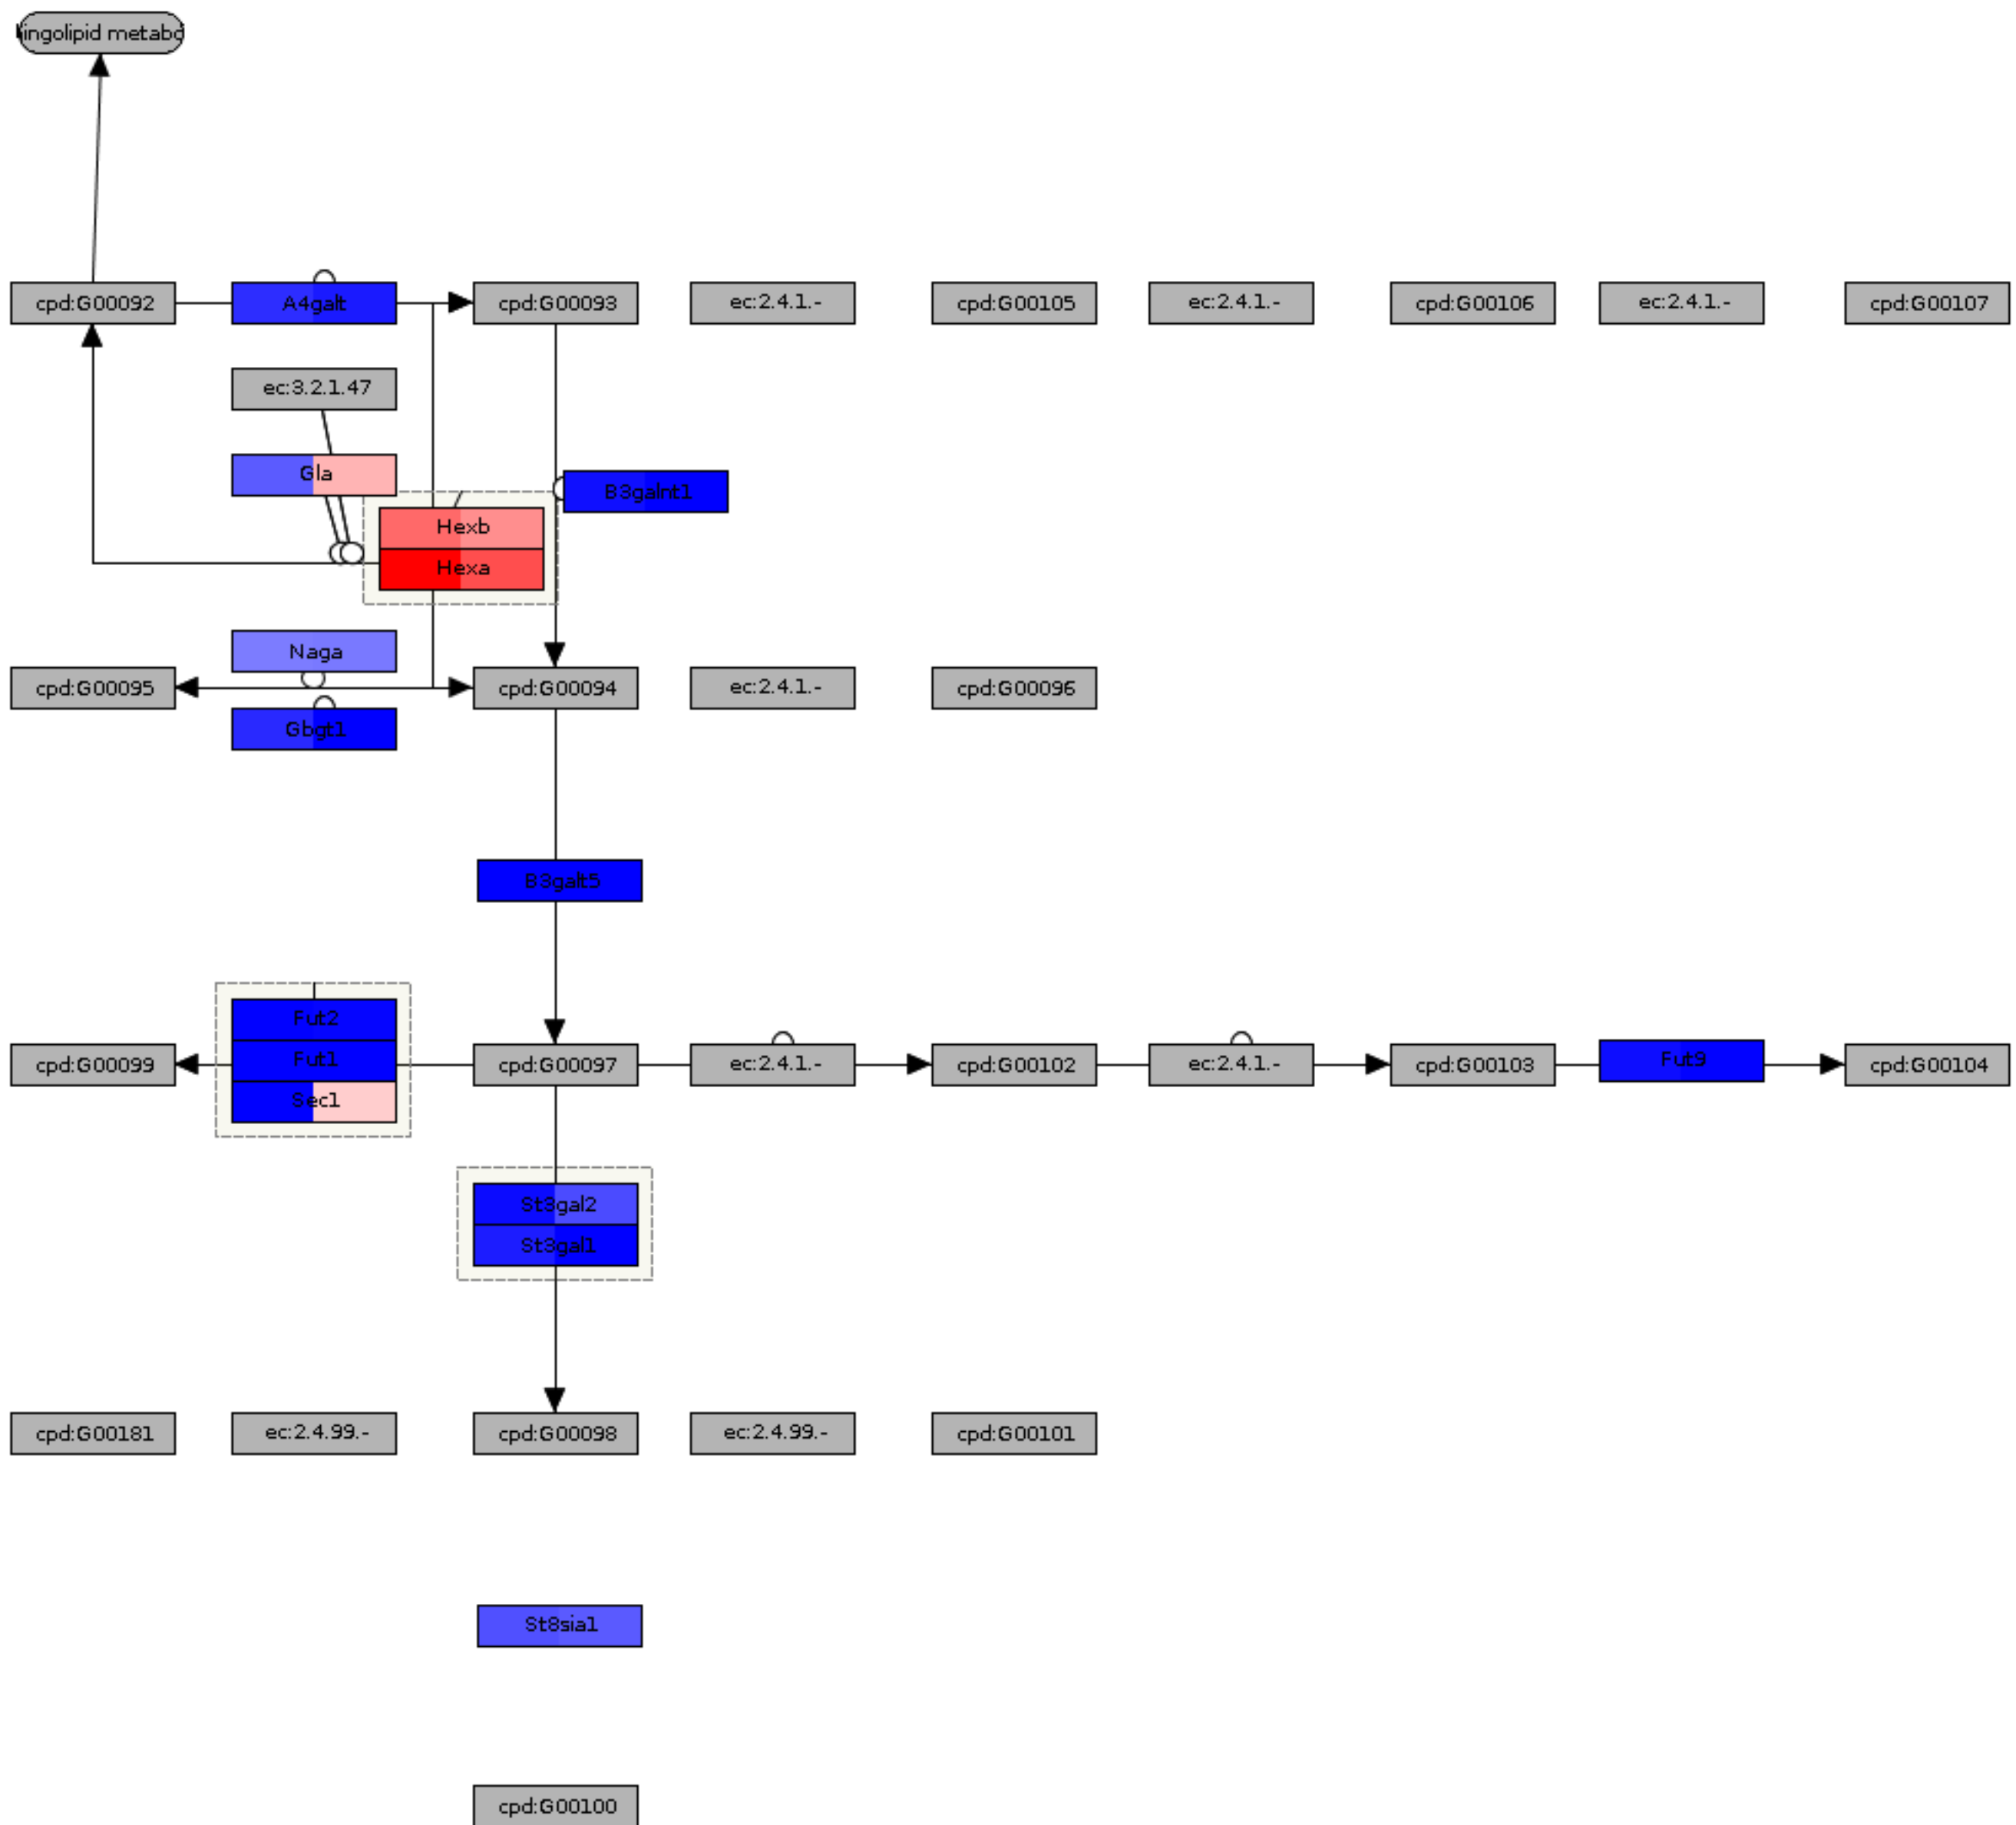 ingolipid metabo
cpd:G00092
A4galt
cpd:G00093
ec:2.4.1.-
cpd:G00105
ec:2.4.1.-
cpd:G00106
ec:2.4.1.-
cpd:G00107
ec:3.2.1.47
Gla
B3galnt1
Hexb
Hexa
Naga
cpd:G00095
cpd:G00094
ec:2.4.1.-
cpd:G00096
Gbgt1
B3galt5
Fut2
Fut1
Sec1
cpd:G00099
cpd:G00097
ec:2.4.1.-
cpd:G00102
ec:2.4.1.-
cpd:G00103
Fut9
cpd:G00104
St3gal2
St3gal1
cpd:G00181
ec:2.4.99.-
cpd:G00098
ec:2.4.99.-
cpd:G00101
St8sia1
cpd:G00100